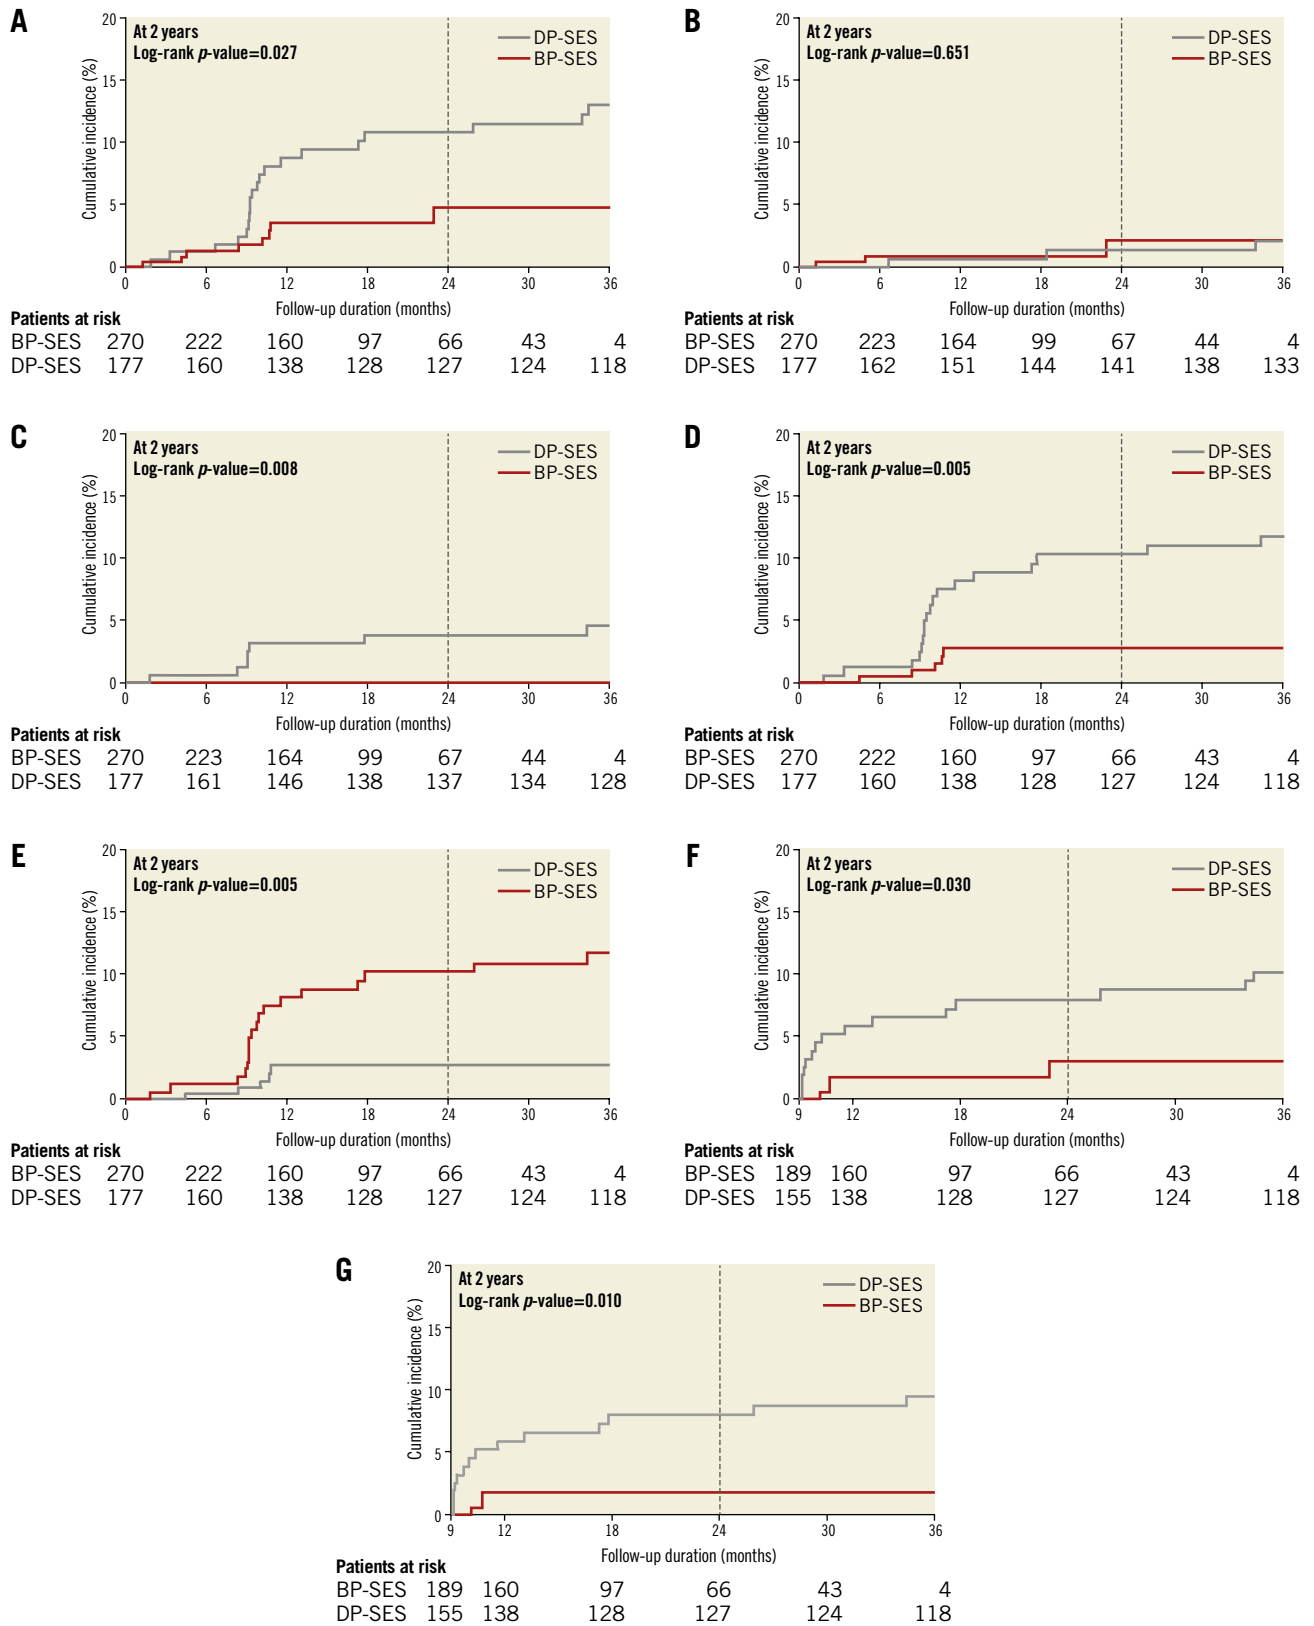 A
At 2 years
Log-rank p-value=0.027
DP-SES
BP-SES
Cumulative incidence (%)
20
15
10
5
0
0 6 12 18 24 30 36
Follow-up duration (months)
Patients at risk
BP-SES 270 222 160 97 66 43 4
DP-SES 177 160 138 128 127 124 118
B
At 2 years
Log-rank p-value=0.651
DP-SES
BP-SES
Cumulative incidence (%)
20
15
10
5
0
0 6 12 18 24 30 36
Follow-up duration (months)
Patients at risk
BP-SES 270 223 164 99 67 44 4
DP-SES 177 162 151 144 141 138 133
C
At 2 years
Log-rank p-value=0.008
DP-SES
BP-SES
Cumulative incidence (%)
20
15
10
5
0
0 6 12 18 24 30 36
Follow-up duration (months)
Patients at risk
BP-SES 270 223 164 99 67 44 4
DP-SES 177 161 146 138 137 134 128
D
At 2 years
Log-rank p-value=0.005
DP-SES
BP-SES
Cumulative incidence (%)
20
15
10
5
0
0 6 12 18 24 30 36
Follow-up duration (months)
Patients at risk
BP-SES 270 222 160 97 66 43 4
DP-SES 177 160 138 128 127 124 118
E
At 2 years
Log-rank p-value=0.005
DP-SES
BP-SES
Cumulative incidence (%)
20
15
10
5
0
0 6 12 18 24 30 36
Follow-up duration (months)
Patients at risk
BP-SES 270 222 160 97 66 43 4
DP-SES 177 160 138 128 127 124 118
F
At 2 years
Log-rank p-value=0.030
DP-SES
BP-SES
Cumulative incidence (%)
20
15
10
5
0
9 12 18 24 30 36
Follow-up duration (months)
Patients at risk
BP-SES 189 160 97 66 43 4
DP-SES 155 138 128 127 124 118
G
At 2 years
Log-rank p-value=0.010
DP-SES
BP-SES
Cumulative incidence (%)
20
15
10
5
0
9 12 18 24 30 36
Follow-up duration (months)
Patients at risk
BP-SES 189 160 97 66 43 4
DP-SES 155 138 128 127 124 118